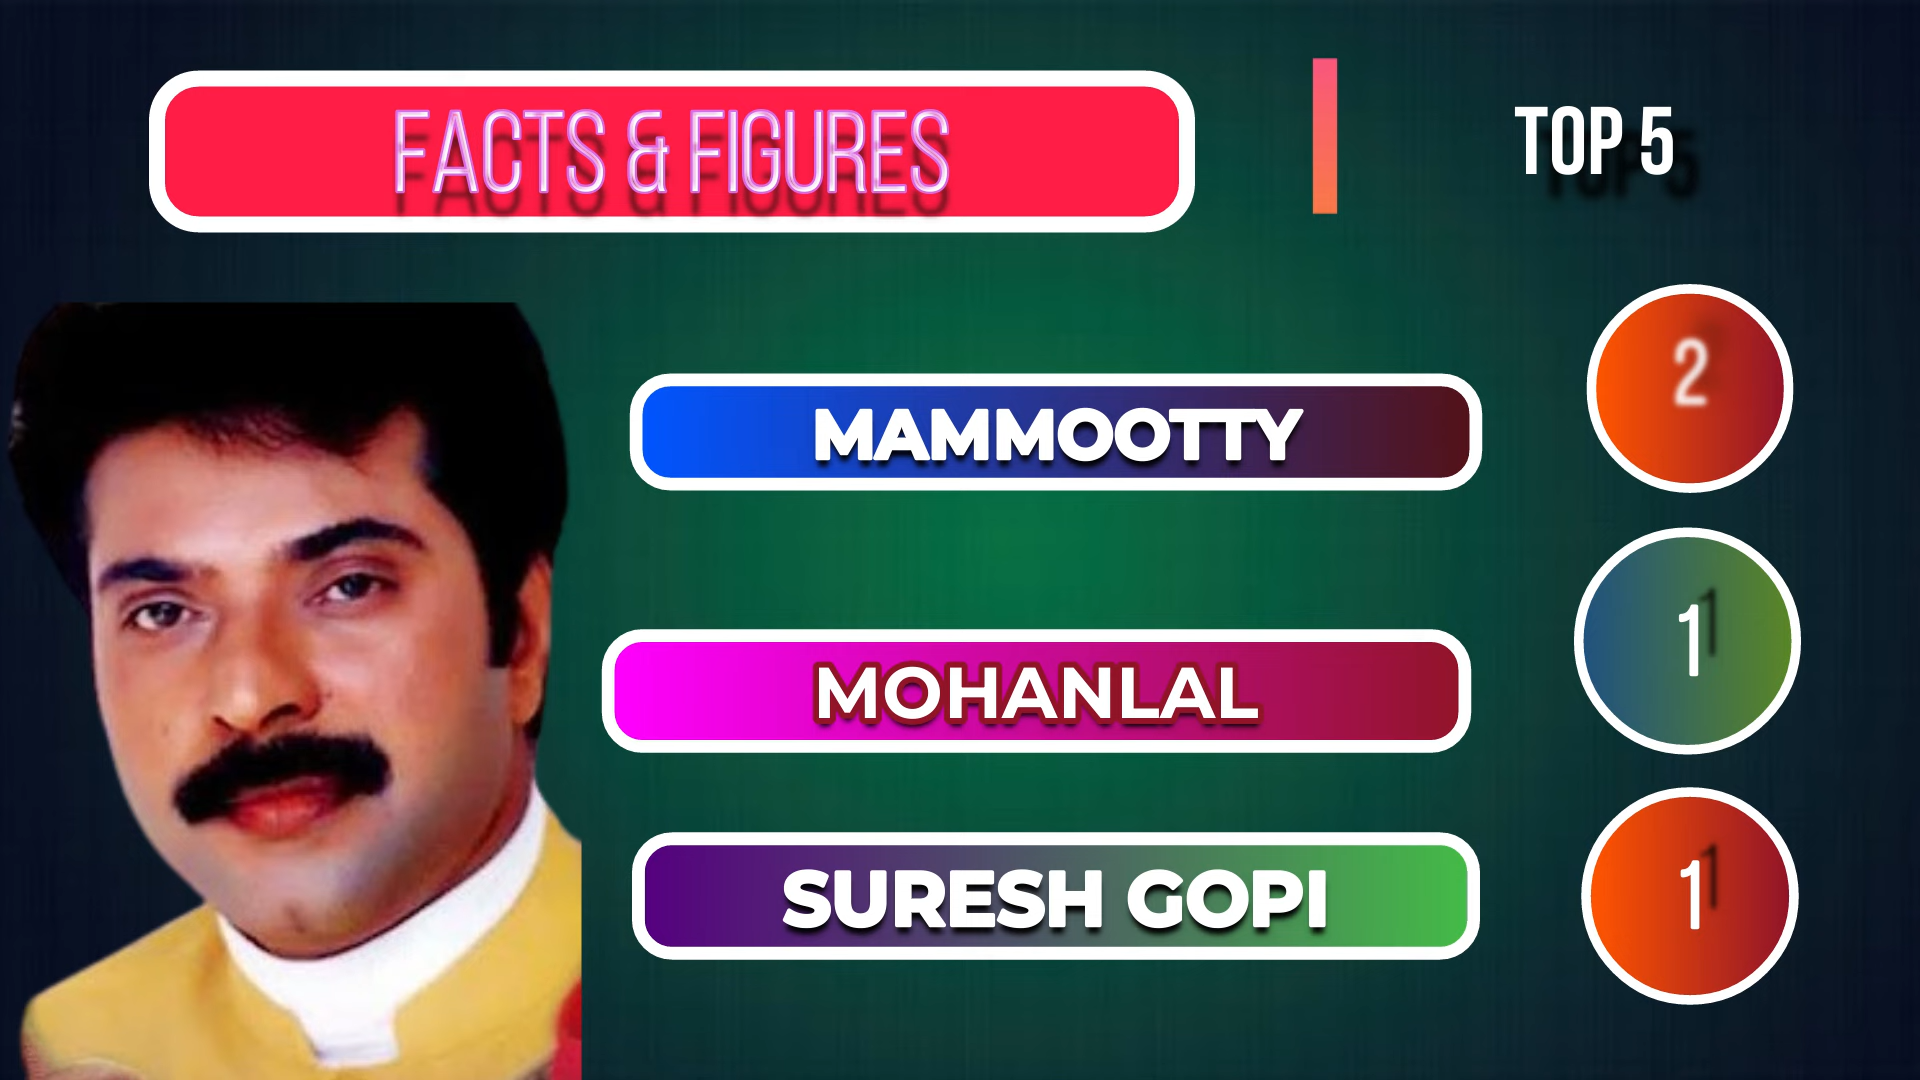 FACTS & FIGURES
TOP 5
MAMMOOTTY
2
MOHANLAL
1
SURESH GOPI
1